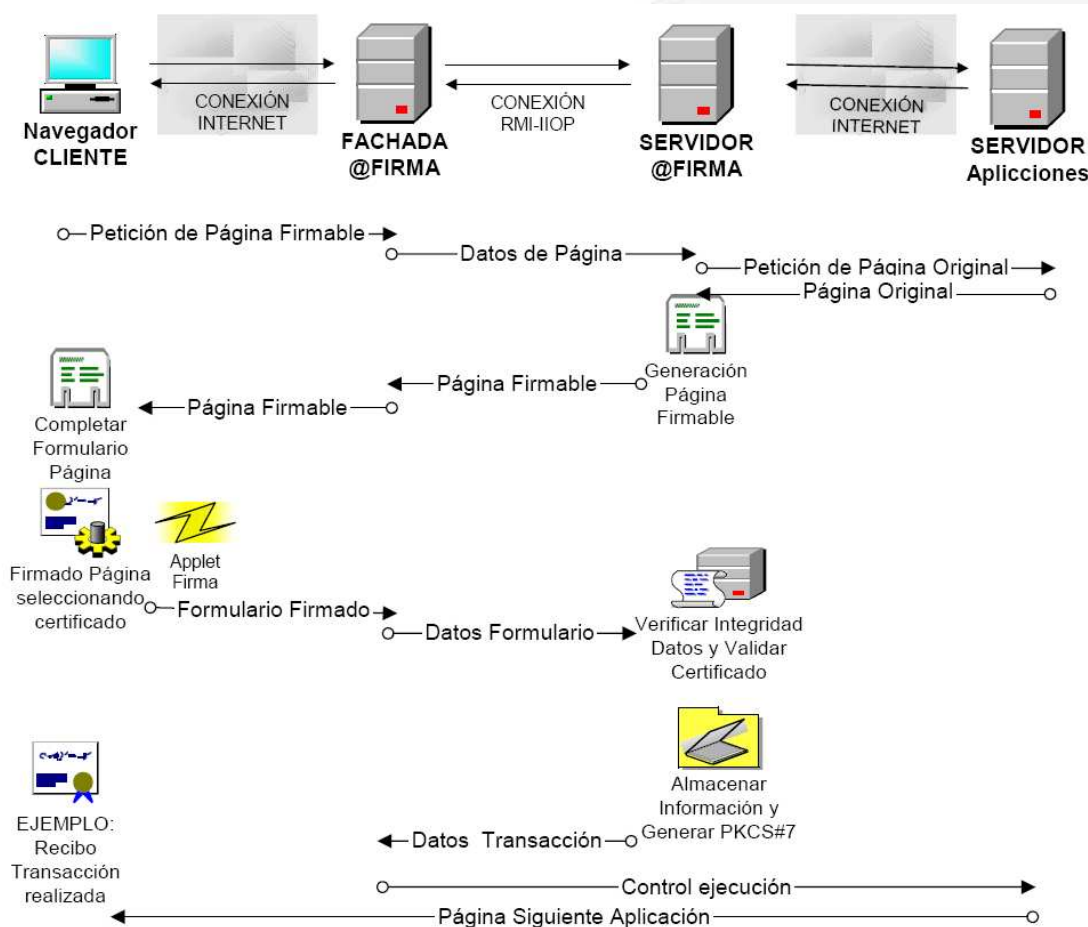 CONEXIÓN
INTERNET
CONEXIÓN
RMI-IIOP
CONEXIÓN
INTERNET
Navegador
CLIENTE
FACHADA
@FIRMA
SERVIDOR
@FIRMA
SERVIDOR
Aplicciones
Petición de Página Firmable
Datos de Página
Petición de Página Original
Página Original
Generación
Página
Firmable
Página Firmable
Página Firmable
Completar
Formulario
Página
Applet
Firma
Firmado Página
seleccionando
certificado
Formulario Firmado
Datos Formulario
Verificar Integridad
Datos y Validar
Certificado
Almacenar
Información y
Generar PKCS#7
EJEMPLO:
Recibo
Transacción
realizada
Datos Transacción
Control ejecución
Página Siguiente Aplicación